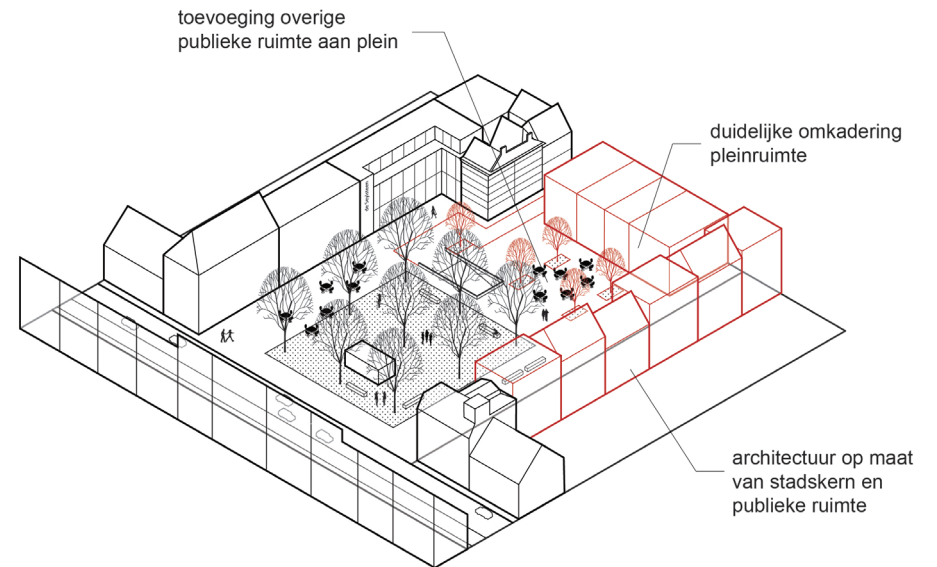 toevoeging overige
publieke ruimte aan plein
duidelijke omkadering
pleinruimte
architectuur op maat
van stadskern en
publieke ruimte